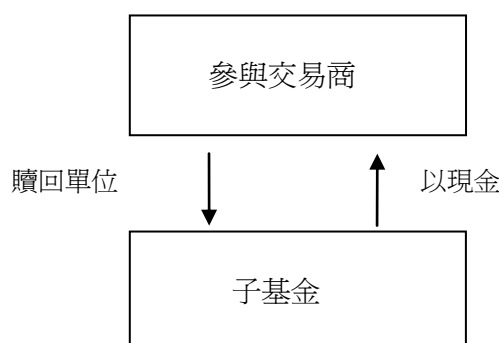 參與交易商
贖回單位
以現金
子基金